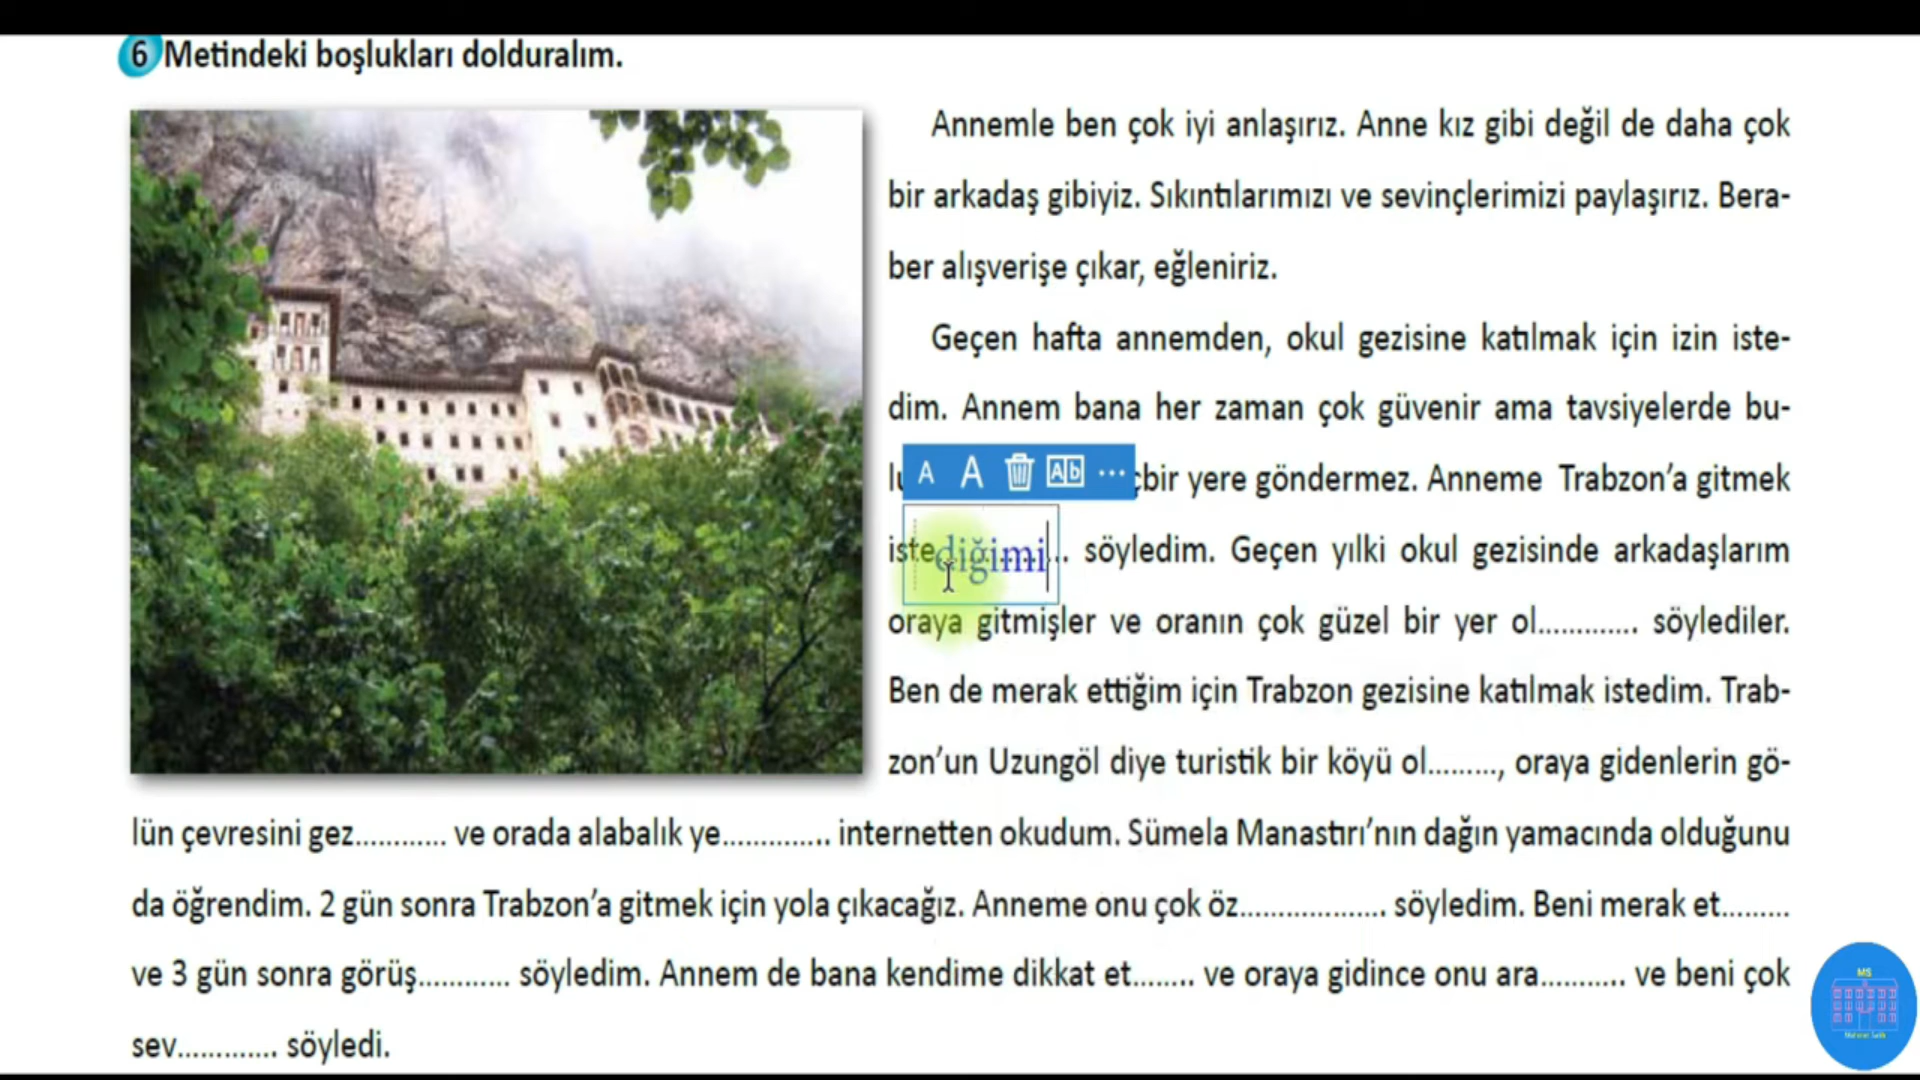 6 Metindeki boşlukları dolduralım.
Annemle ben çok iyi anlaşırız. Anne kız gibi değil de daha çok
bir arkadaş gibiyiz. Sıkıntılarımızı ve sevinçlerimizi paylaşırız. Bera-
ber alışverişe çıkar, eğleniriz.
Geçen hafta annemden, okul gezisine katılmak için izin iste-
dim. Annem bana her zaman çok güvenir ama tavsiyelerde bu-
A A Ab ...
yere göndermez. Anneme Trabzon’a gitmek
istediğimi.. söyledim. Geçen yılki okul gezisinde arkadaşlarım
oraya gitmişler ve oranın çok güzel bir yer ol............. söylediler.
Ben de merak ettiğim için Trabzon gezisine katılmak istedim. Trab-
zon’un Uzungöl diye turistik bir köyü ol........., oraya gidenlerin gö-
lün çevresini gez............ ve orada alabalık ye.............. internetten okudum. Sümela Manastırı’nın dağın yamacında olduğunu
da öğrendim. 2 gün sonra Trabzon’a gitmek için yola çıkacağız. Anneme onu çok öz................... söyledim. Beni merak et.........
ve 3 gün sonra görüş............ söyledim. Annem de bana kendime dikkat et........ ve oraya gidince onu ara........... ve beni çok
sev............. söyledi.
MS